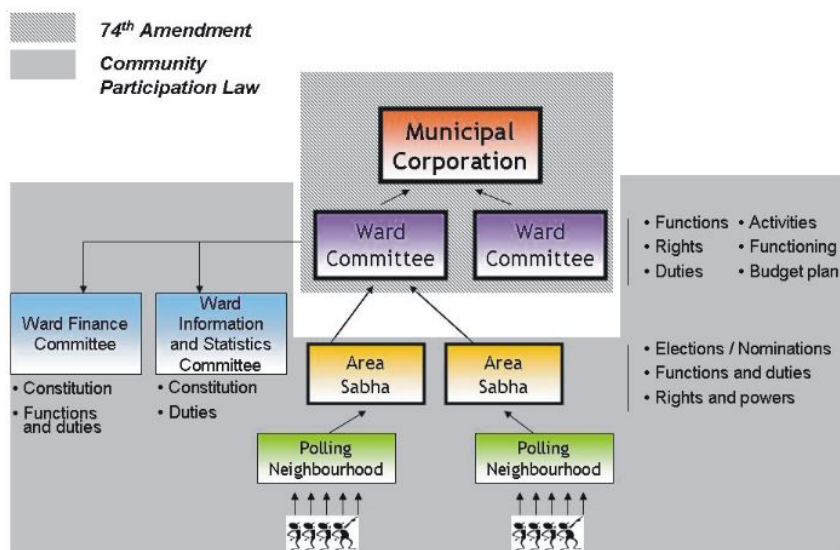 74th Amendment
Community
Participation Law
Municipal
Corporation
Ward
Committee
Ward
Committee
• Functions
• Rights
• Duties
• Activities
• Functioning
• Budget plan
Ward Finance
Committee
Ward
Information
and Statistics
Committee
• Constitution
• Functions
and duties
• Constitution
• Duties
Area
Sabha
Area
Sabha
• Elections / Nominations
• Functions and duties
• Rights and powers
Polling
Neighbourhood
Polling
Neighbourhood